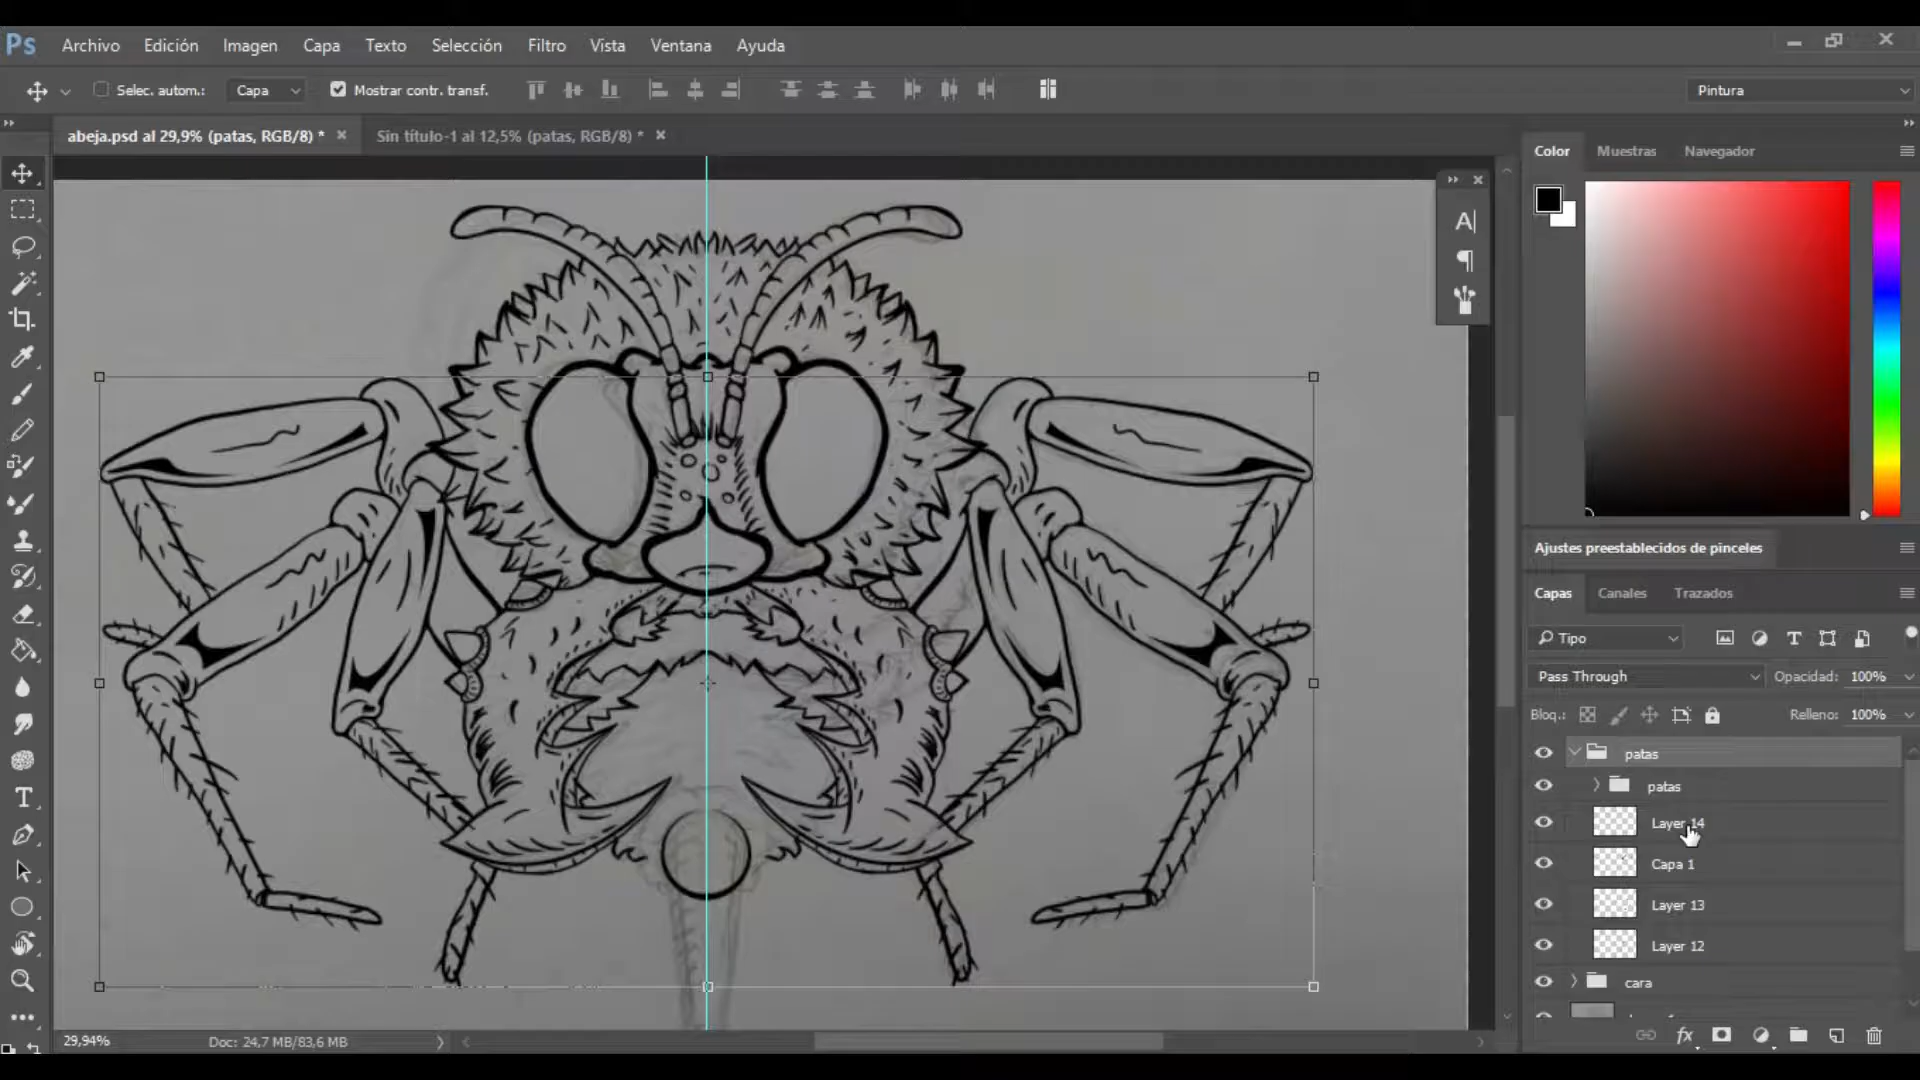 Ps Archivo Edición Imagen Capa Texto Selección Filtro Vista Ventana Ayuda
Selec. autom.: Capa Mostrar contr. transf. Pintura
abeja.psd al 29,9% (patas, RGB/8) * Sin título-1 al 12,5% (patas, RGB/8) *
Color Muestras Navegador
Ajustes preestablecidos de pinceles
Capas Canales Trazados
Tipo
Pass Through Opacidad: 100%
Bloq.: Relleno: 100%
patas
patas
Layer 14
Capa 1
Layer 13
Layer 12
cara
29,94% Doc: 24,7 MB/83,6 MB